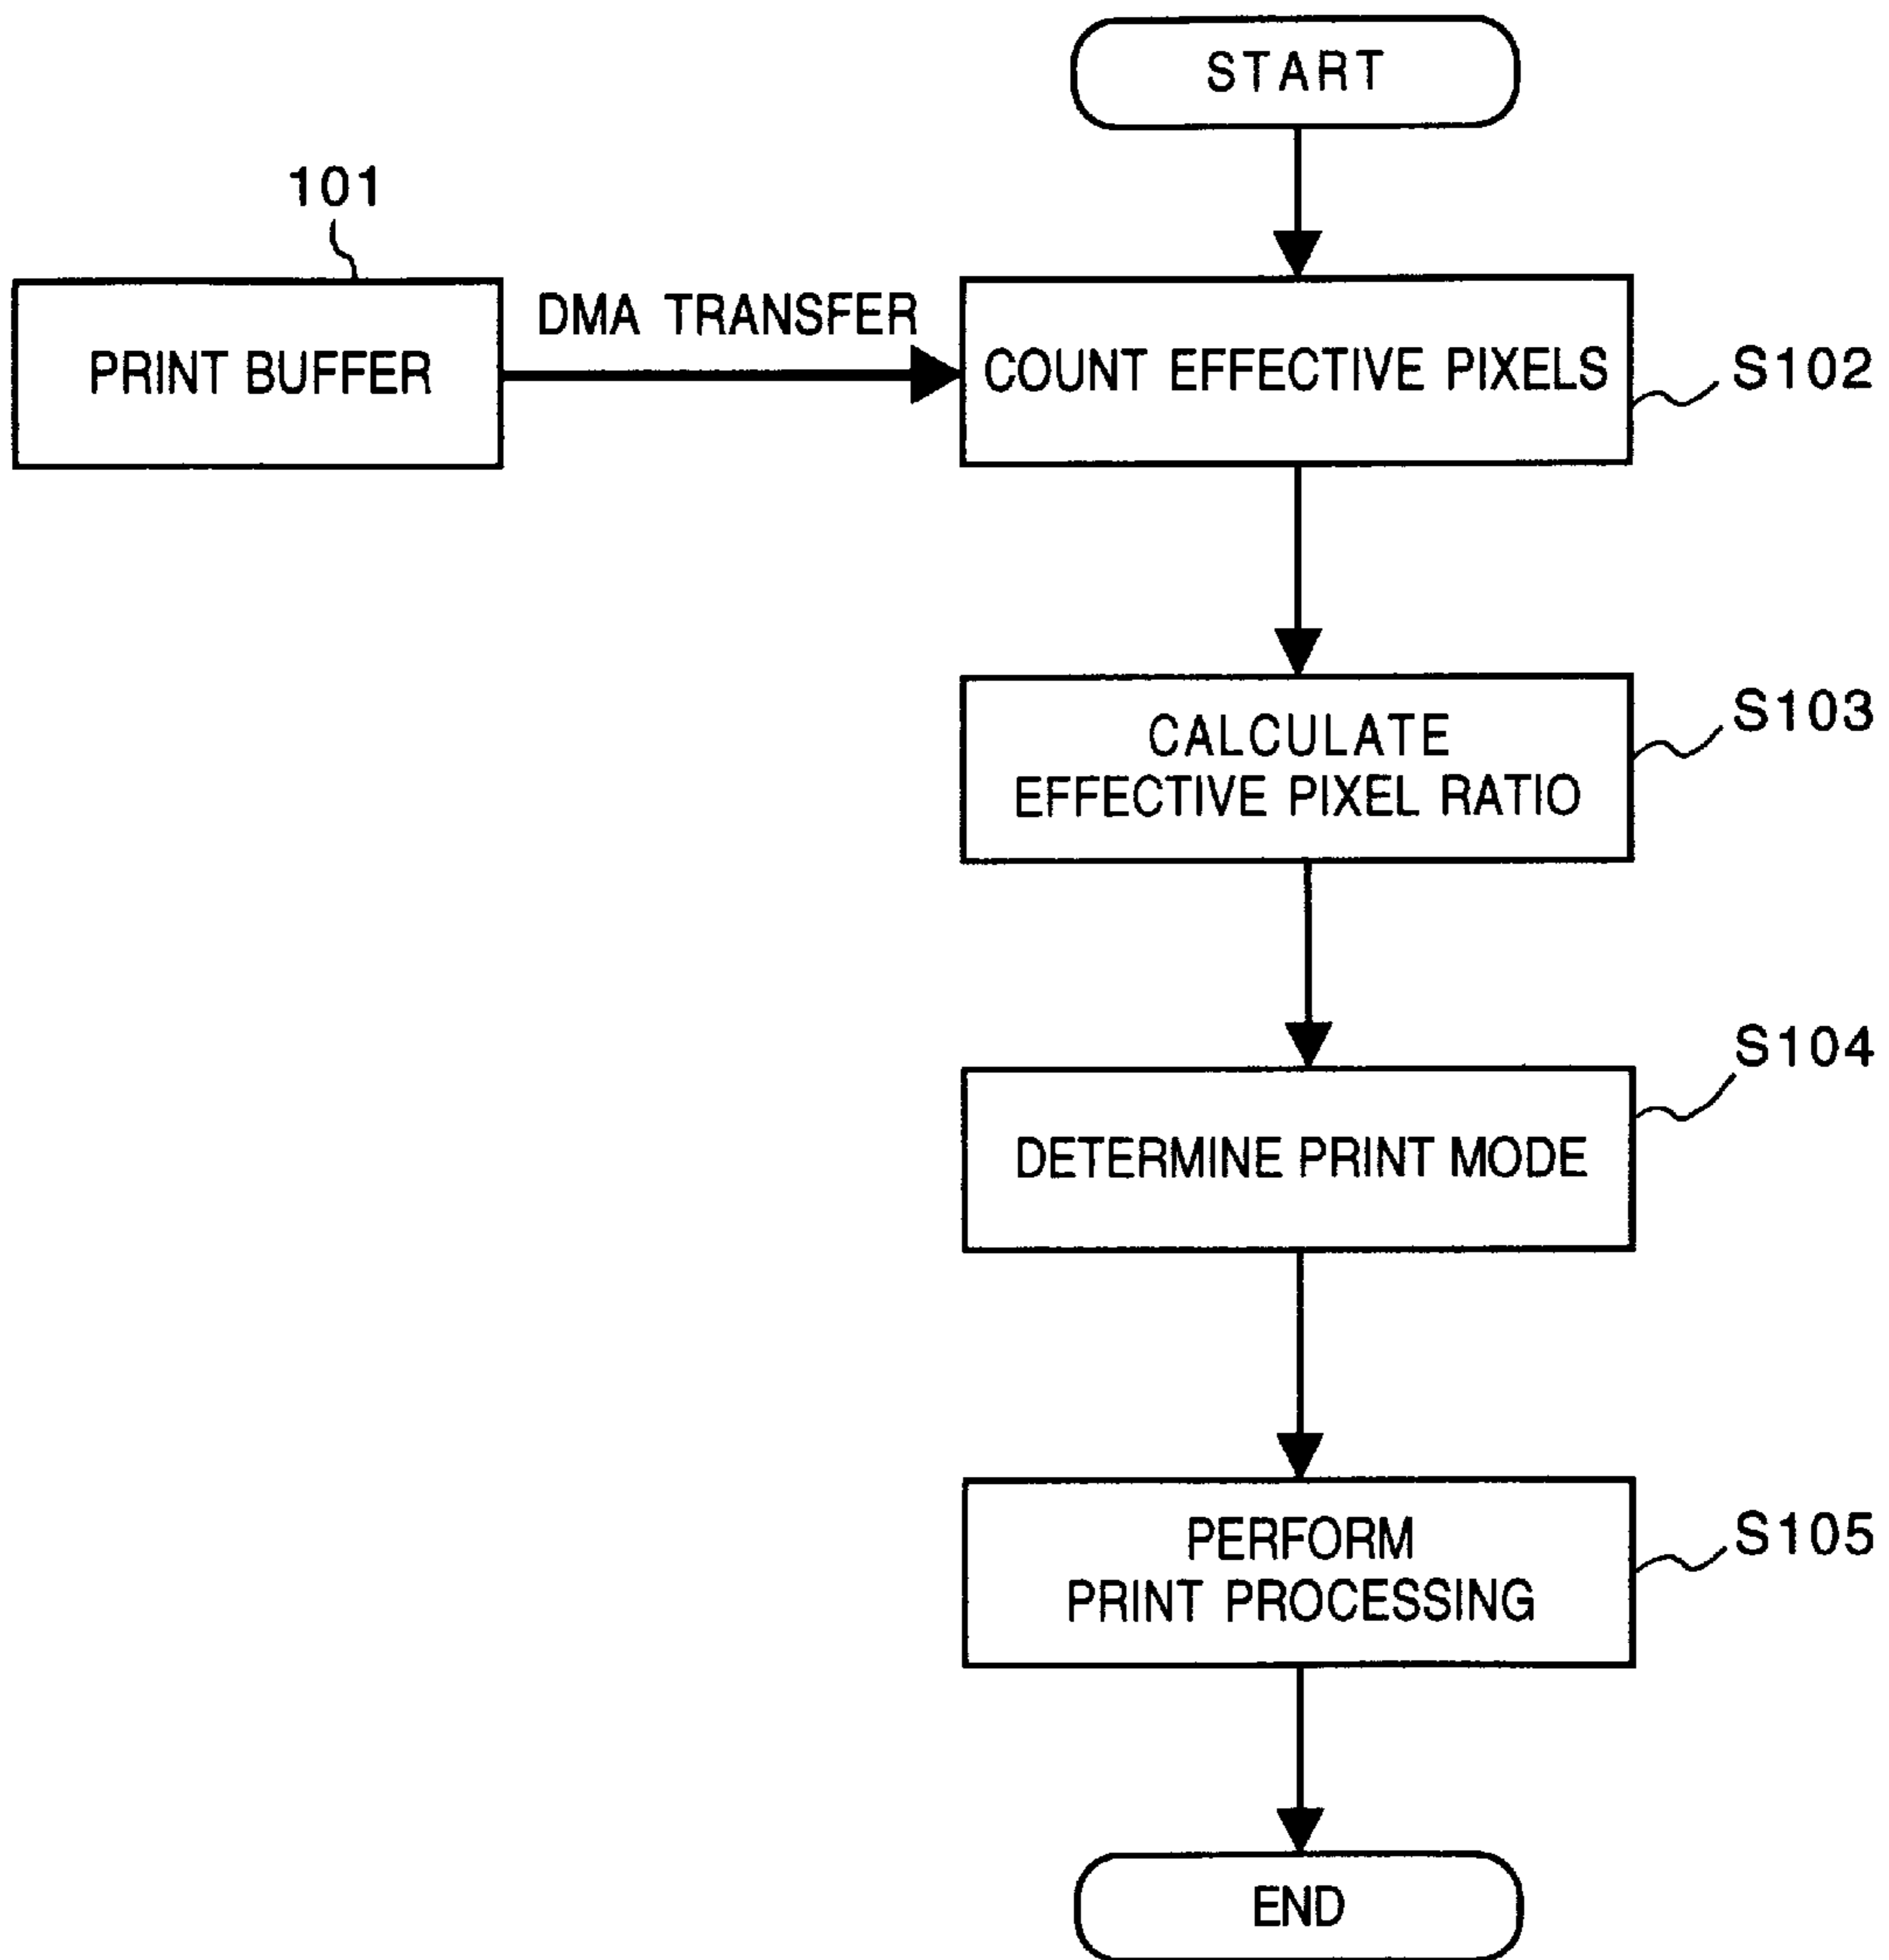 START
101
PRINT BUFFER
DMA TRANSFER
COUNT EFFECTIVE PIXELS
S102
CALCULATE
EFFECTIVE PIXEL RATIO
S103
DETERMINE PRINT MODE
S104
PERFORM
PRINT PROCESSING
S105
END